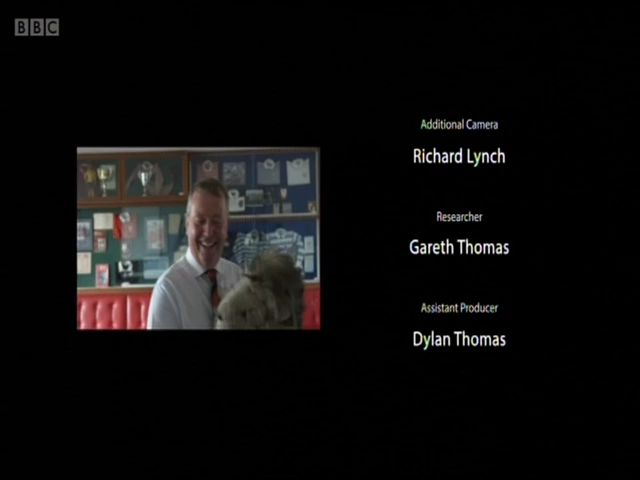 BBC
Additional Camera
Richard Lynch
Researcher
Gareth Thomas
Assistant Producer
Dylan Thomas